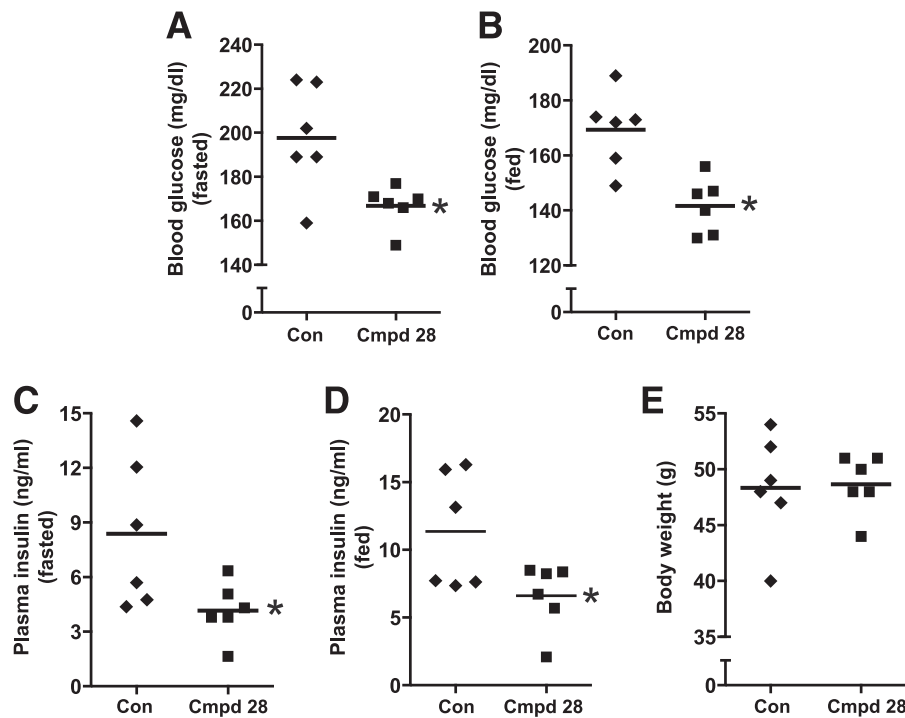 A
Blood glucose (mg/dl)
(fasted)
240
220
200
180
160
140
0
Con
Cmpd 28
*
B
Blood glucose (mg/dl)
(fed)
200
180
160
140
120
0
Con
Cmpd 28
*
C
Plasma insulin (ng/ml)
(fasted)
15
12
9
6
3
0
Con
Cmpd 28
*
D
Plasma insulin (ng/ml)
(fed)
20
15
10
5
0
Con
Cmpd 28
*
E
Body weight (g)
55
50
45
40
35
0
Con
Cmpd 28